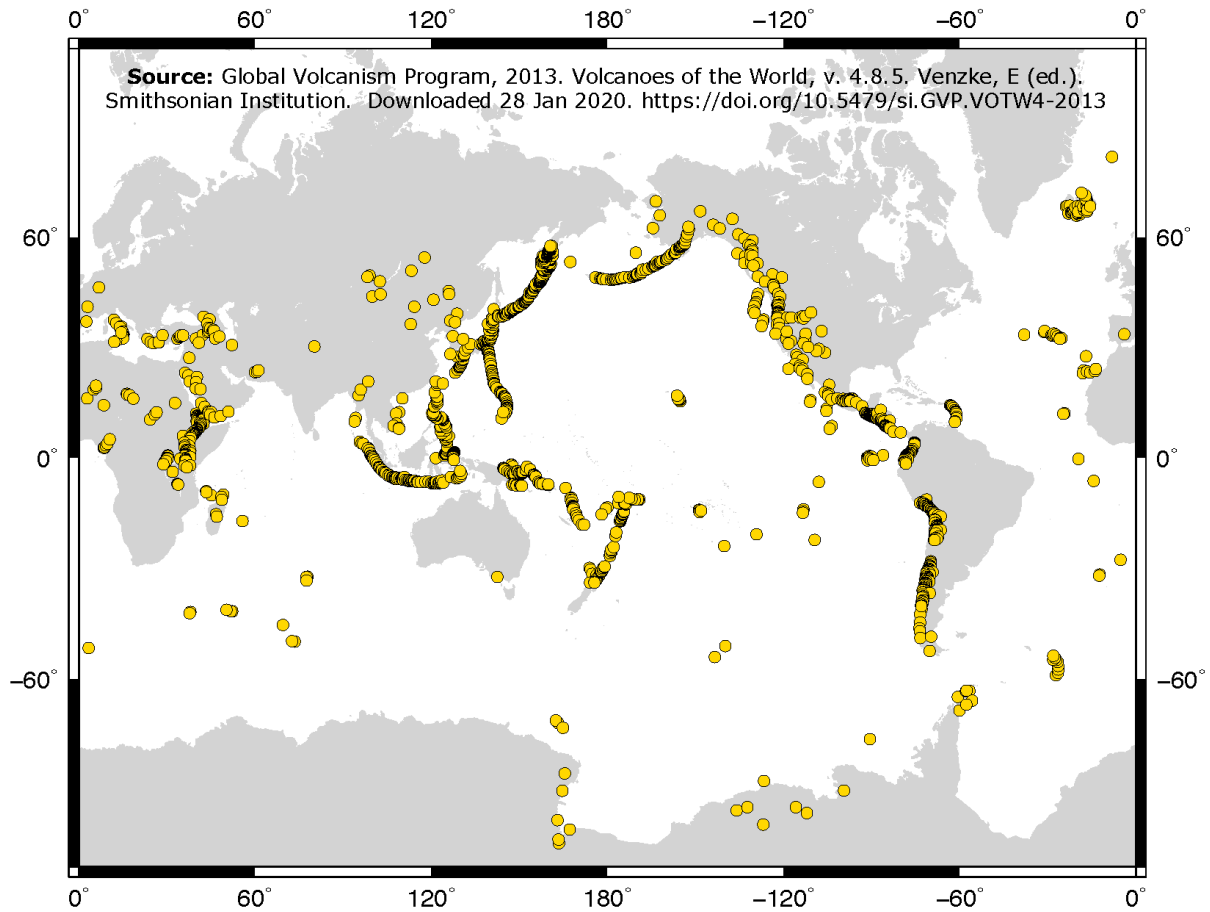 0° 60° 120° 180° −120° −60° 0°
Source: Global Volcanism Program, 2013. Volcanoes of the World, v. 4.8.5. Venzke, E (ed.).
Smithsonian Institution.  Downloaded 28 Jan 2020. https://doi.org/10.5479/si.GVP.VOTW4-2013
60° 60°
0° 0°
−60° −60°
0° 60° 120° 180° −120° −60° 0°